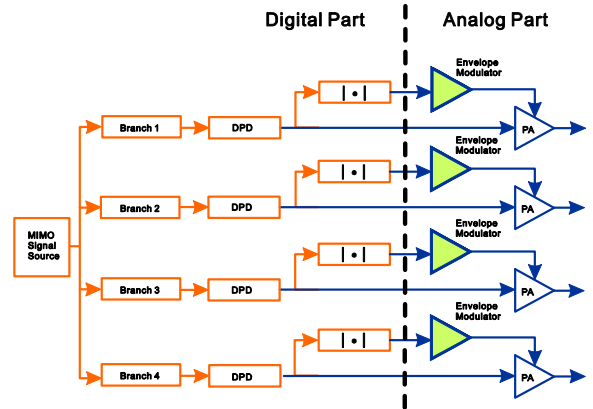 Digital Part
Analog Part
Envelope
Modulator
| • |
Branch 1
DPD
PA
Envelope
Modulator
| • |
Branch 2
DPD
PA
MIMO
Signal
Source
Envelope
Modulator
| • |
Branch 3
DPD
PA
Envelope
Modulator
| • |
Branch 4
DPD
PA